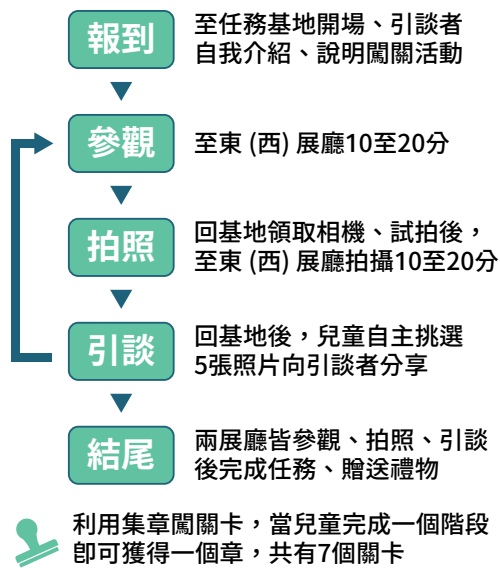 報到
至任務基地開場、引談者
自我介紹、說明闖關活動
參觀
至東 (西) 展廳10至20分
拍照
回基地領取相機、試拍後，
至東 (西) 展廳拍攝10至20分
引談
回基地後，兒童自主挑選
5張照片向引談者分享
結尾
兩展廳皆參觀、拍照、引談
後完成任務、贈送禮物
利用集章闖關卡，當兒童完成一個階段
即可獲得一個章，共有7個關卡